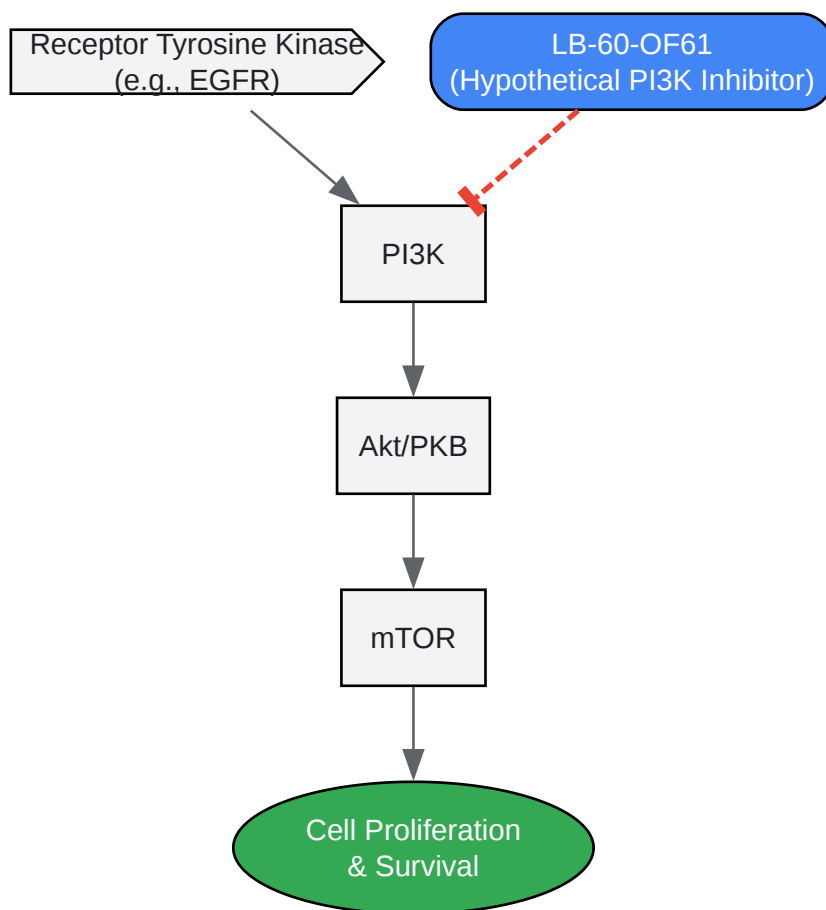 Receptor Tyrosine Kinase
(e.g., EGFR)
LB-60-OF61
(Hypothetical PI3K Inhibitor)
PI3K
Akt/PKB
mTOR
Cell Proliferation
& Survival